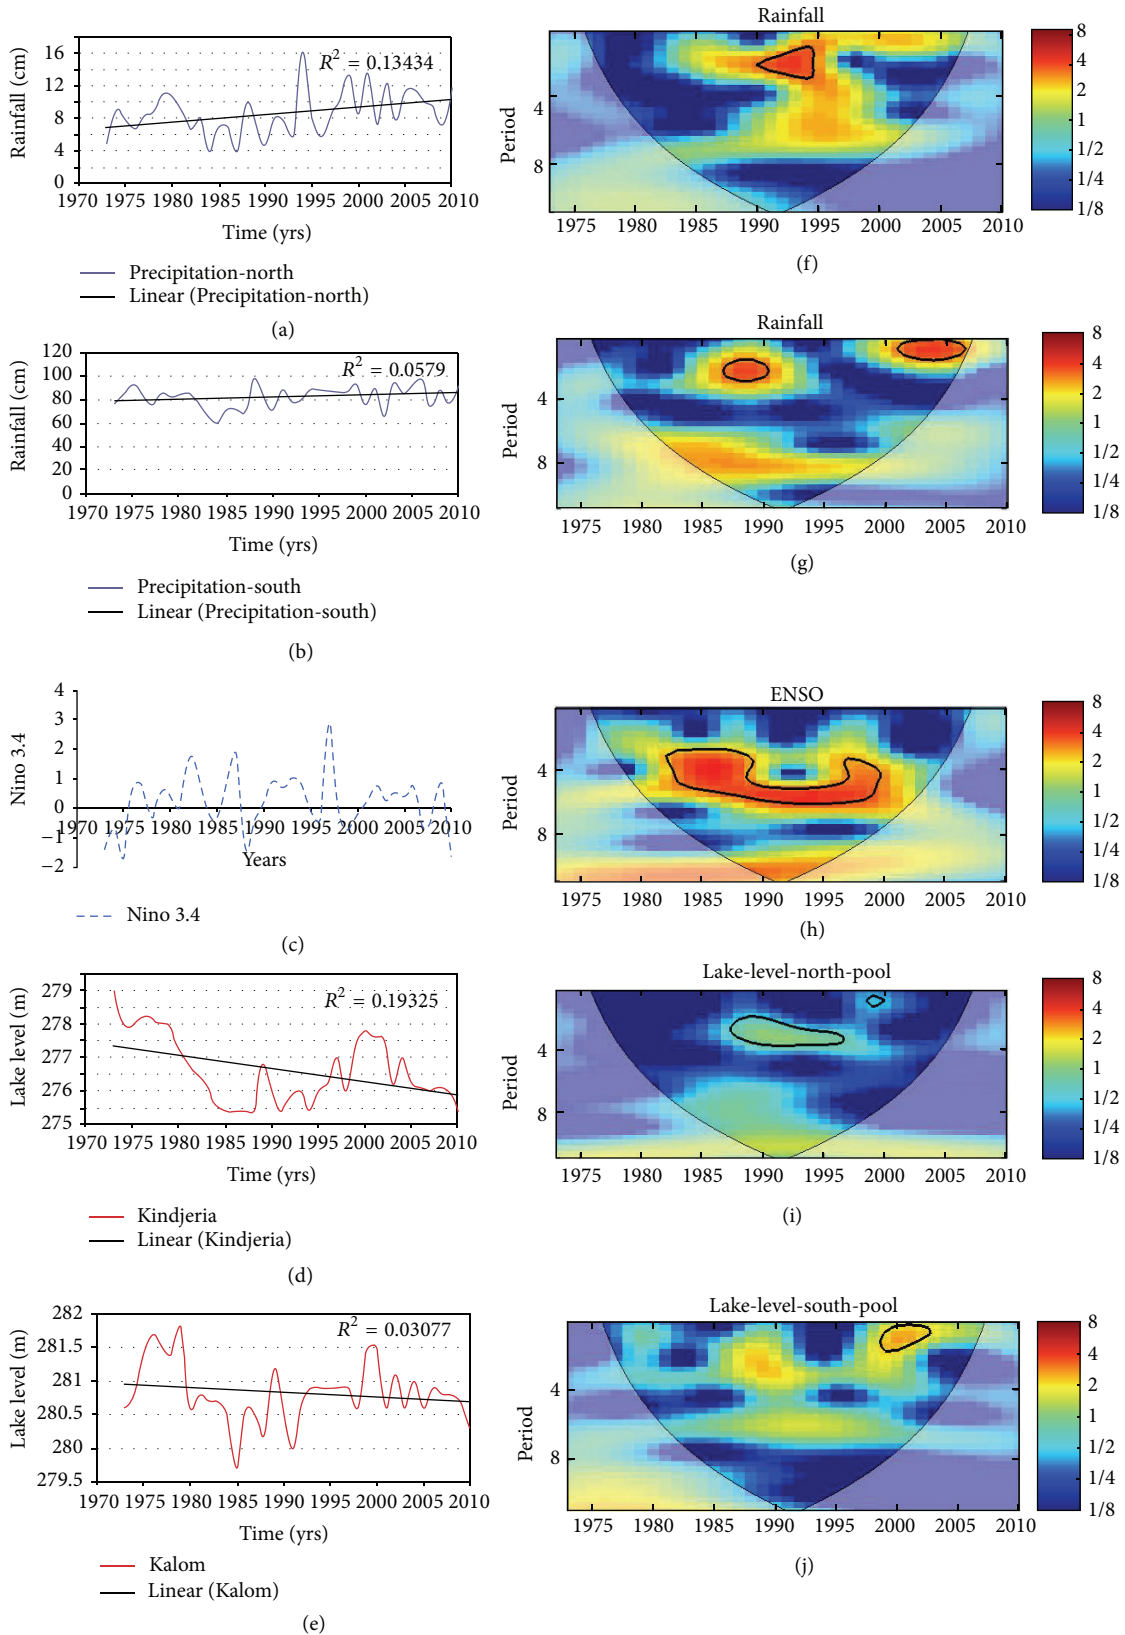 16
12
8
4
0
Rainfall (cm)
R² = 0.13434
1970 1975 1980 1985 1990 1995 2000 2005 2010
Time (yrs)
Precipitation-north
Linear (Precipitation-north)
(a)
120
100
80
60
40
20
0
Rainfall (cm)
R² = 0.0579
1970 1975 1980 1985 1990 1995 2000 2005 2010
Time (yrs)
Precipitation-south
Linear (Precipitation-south)
(b)
4
3
2
1
0
−1
−2
Nino 3.4
1970 1975 1980 1985 1990 1995 2000 2005 2010
Years
Nino 3.4
(c)
279
278
277
276
275
Lake level (m)
R² = 0.19325
1970 1975 1980 1985 1990 1995 2000 2005 2010
Time (yrs)
Kindjeria
Linear (Kindjeria)
(d)
282
281.5
281
280.5
280
279.5
Lake level (m)
R² = 0.03077
1970 1975 1980 1985 1990 1995 2000 2005 2010
Time (yrs)
Kalom
Linear (Kalom)
(e)
Rainfall
Period
4
8
1975 1980 1985 1990 1995 2000 2005 2010
8
4
2
1
1/2
1/4
1/8
(f)
Rainfall
Period
4
8
1975 1980 1985 1990 1995 2000 2005 2010
8
4
2
1
1/2
1/4
1/8
(g)
ENSO
Period
4
8
1975 1980 1985 1990 1995 2000 2005 2010
8
4
2
1
1/2
1/4
1/8
(h)
Lake-level-north-pool
Period
4
8
1975 1980 1985 1990 1995 2000 2005 2010
8
4
2
1
1/2
1/4
1/8
(i)
Lake-level-south-pool
Period
4
8
1975 1980 1985 1990 1995 2000 2005 2010
8
4
2
1
1/2
1/4
1/8
(j)